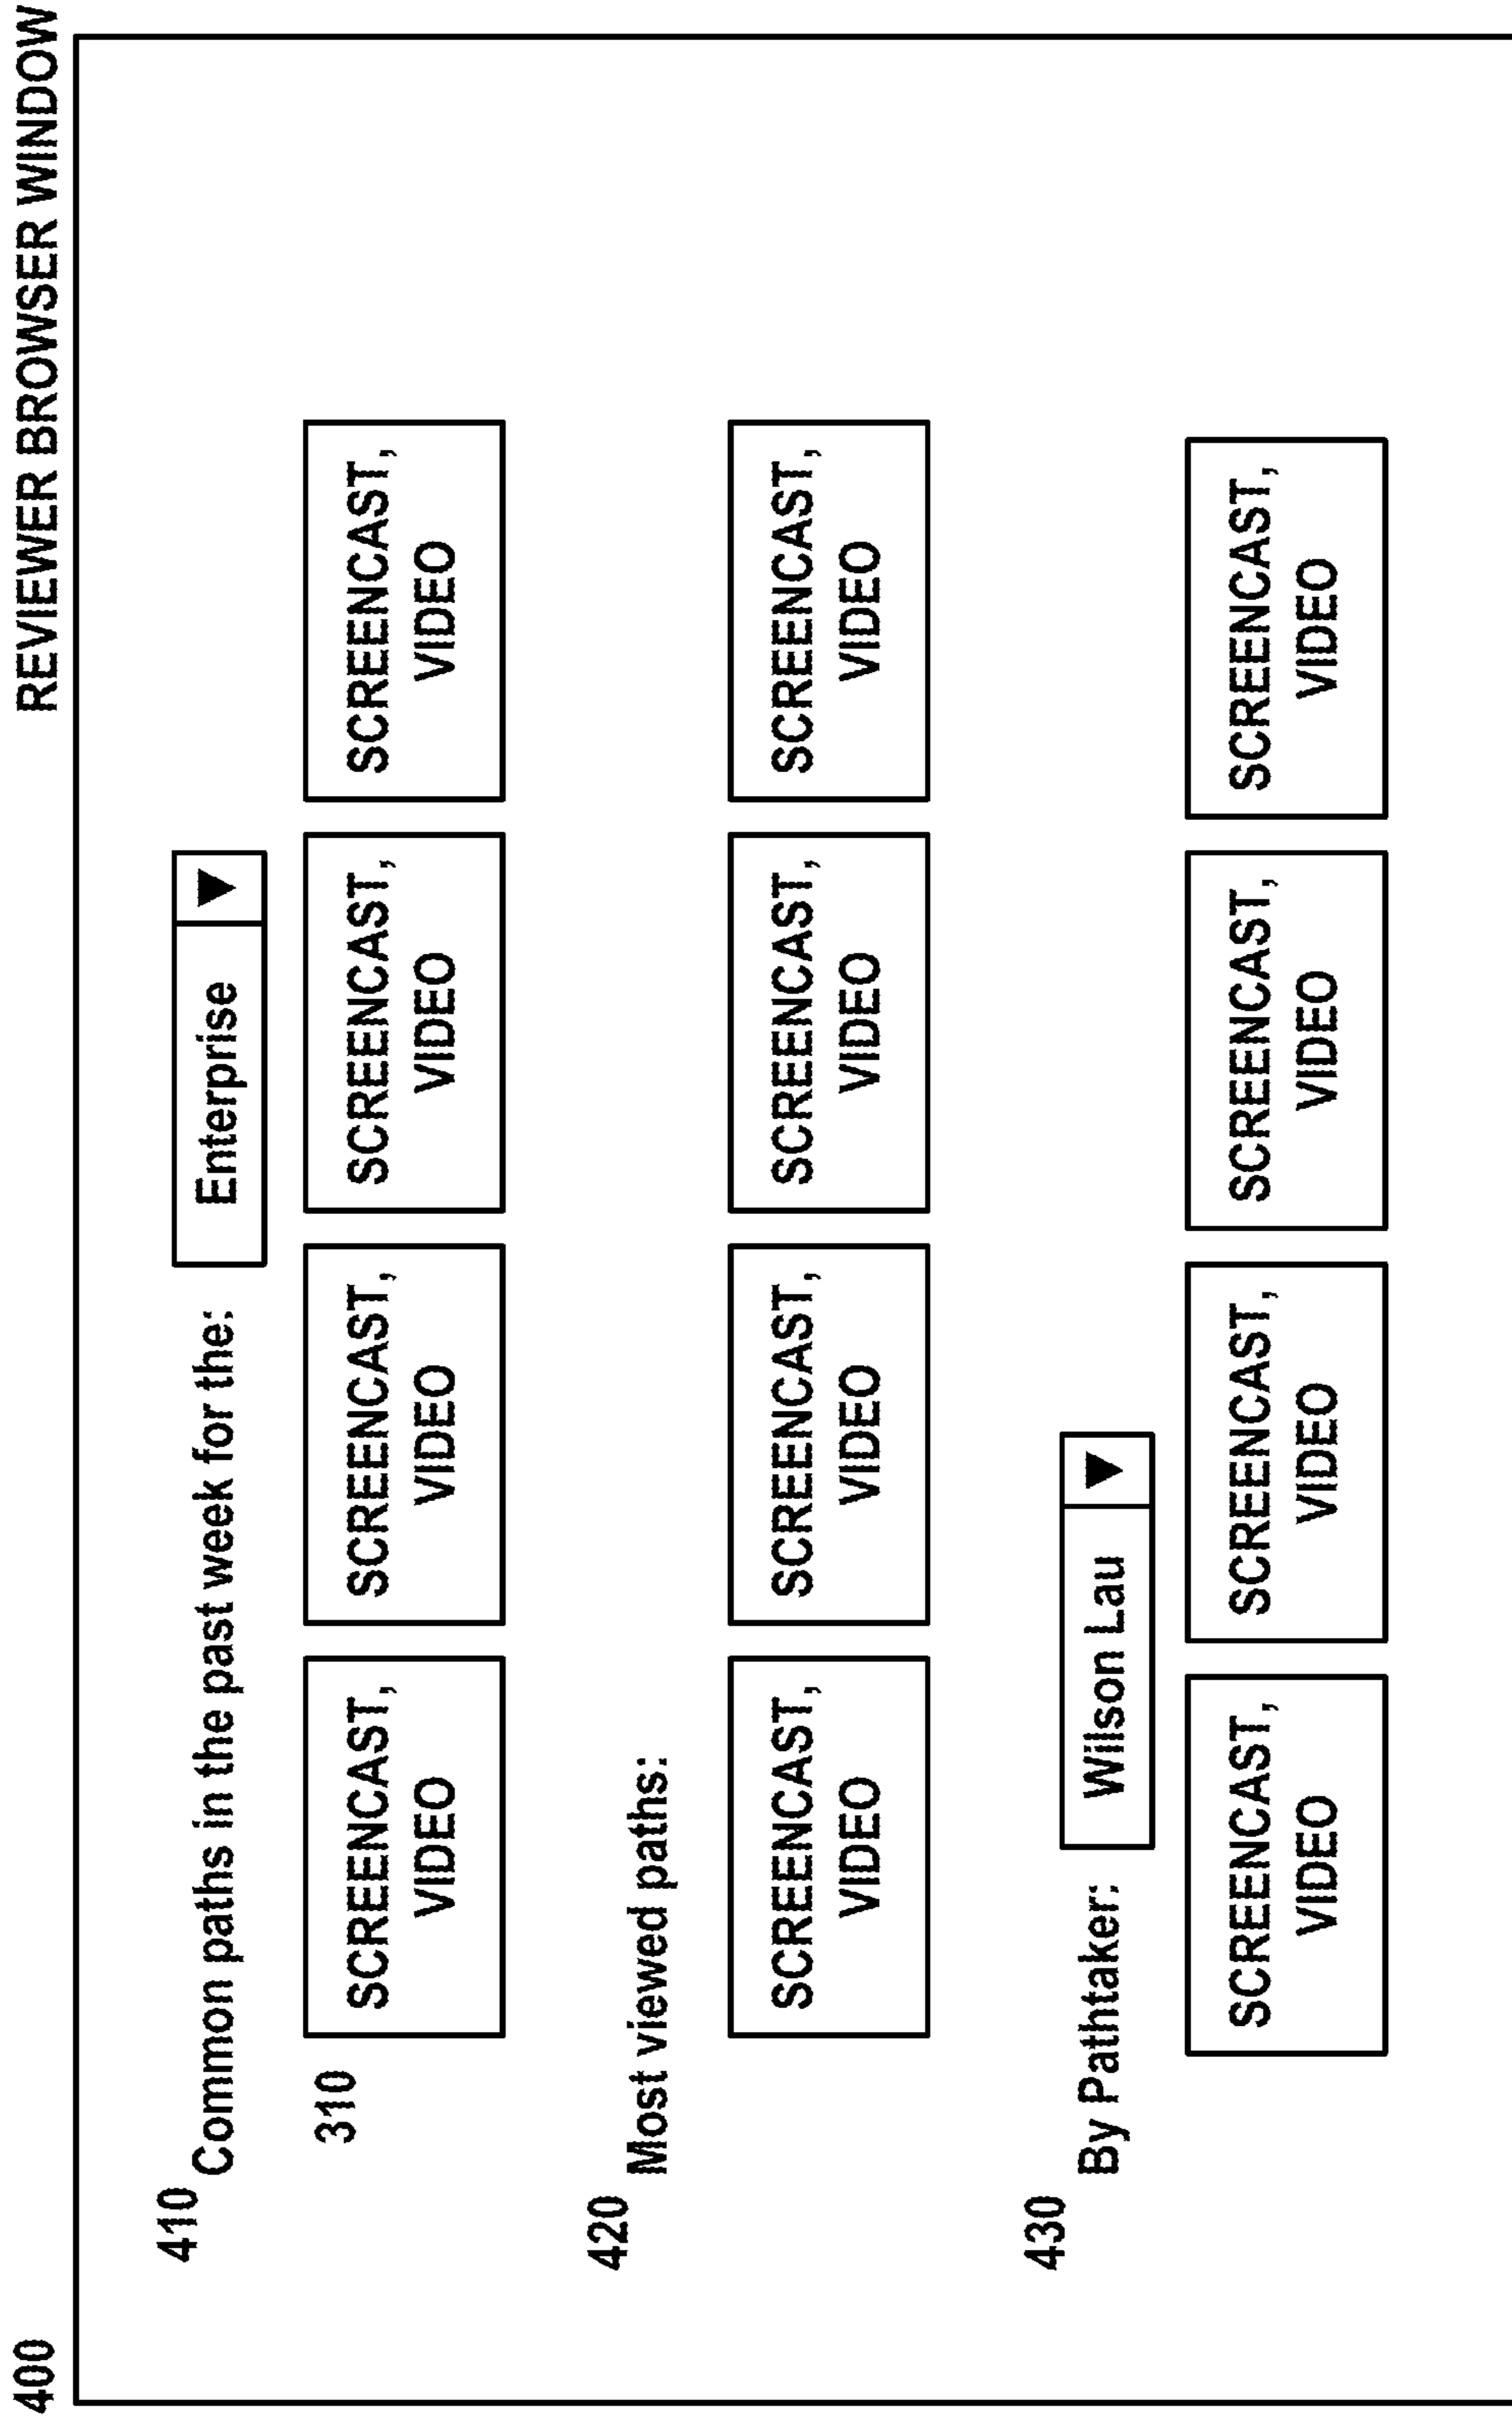 400
REVIEWER BROWSER WINDOW
410
Common paths in the past week for the:
Enterprise
310
SCREENCAST,
VIDEO
SCREENCAST,
VIDEO
SCREENCAST,
VIDEO
SCREENCAST,
VIDEO
420
Most viewed paths:
SCREENCAST,
VIDEO
SCREENCAST,
VIDEO
SCREENCAST,
VIDEO
SCREENCAST,
VIDEO
430
By Pathtaker:
Wilson Lau
SCREENCAST,
VIDEO
SCREENCAST,
VIDEO
SCREENCAST,
VIDEO
SCREENCAST,
VIDEO